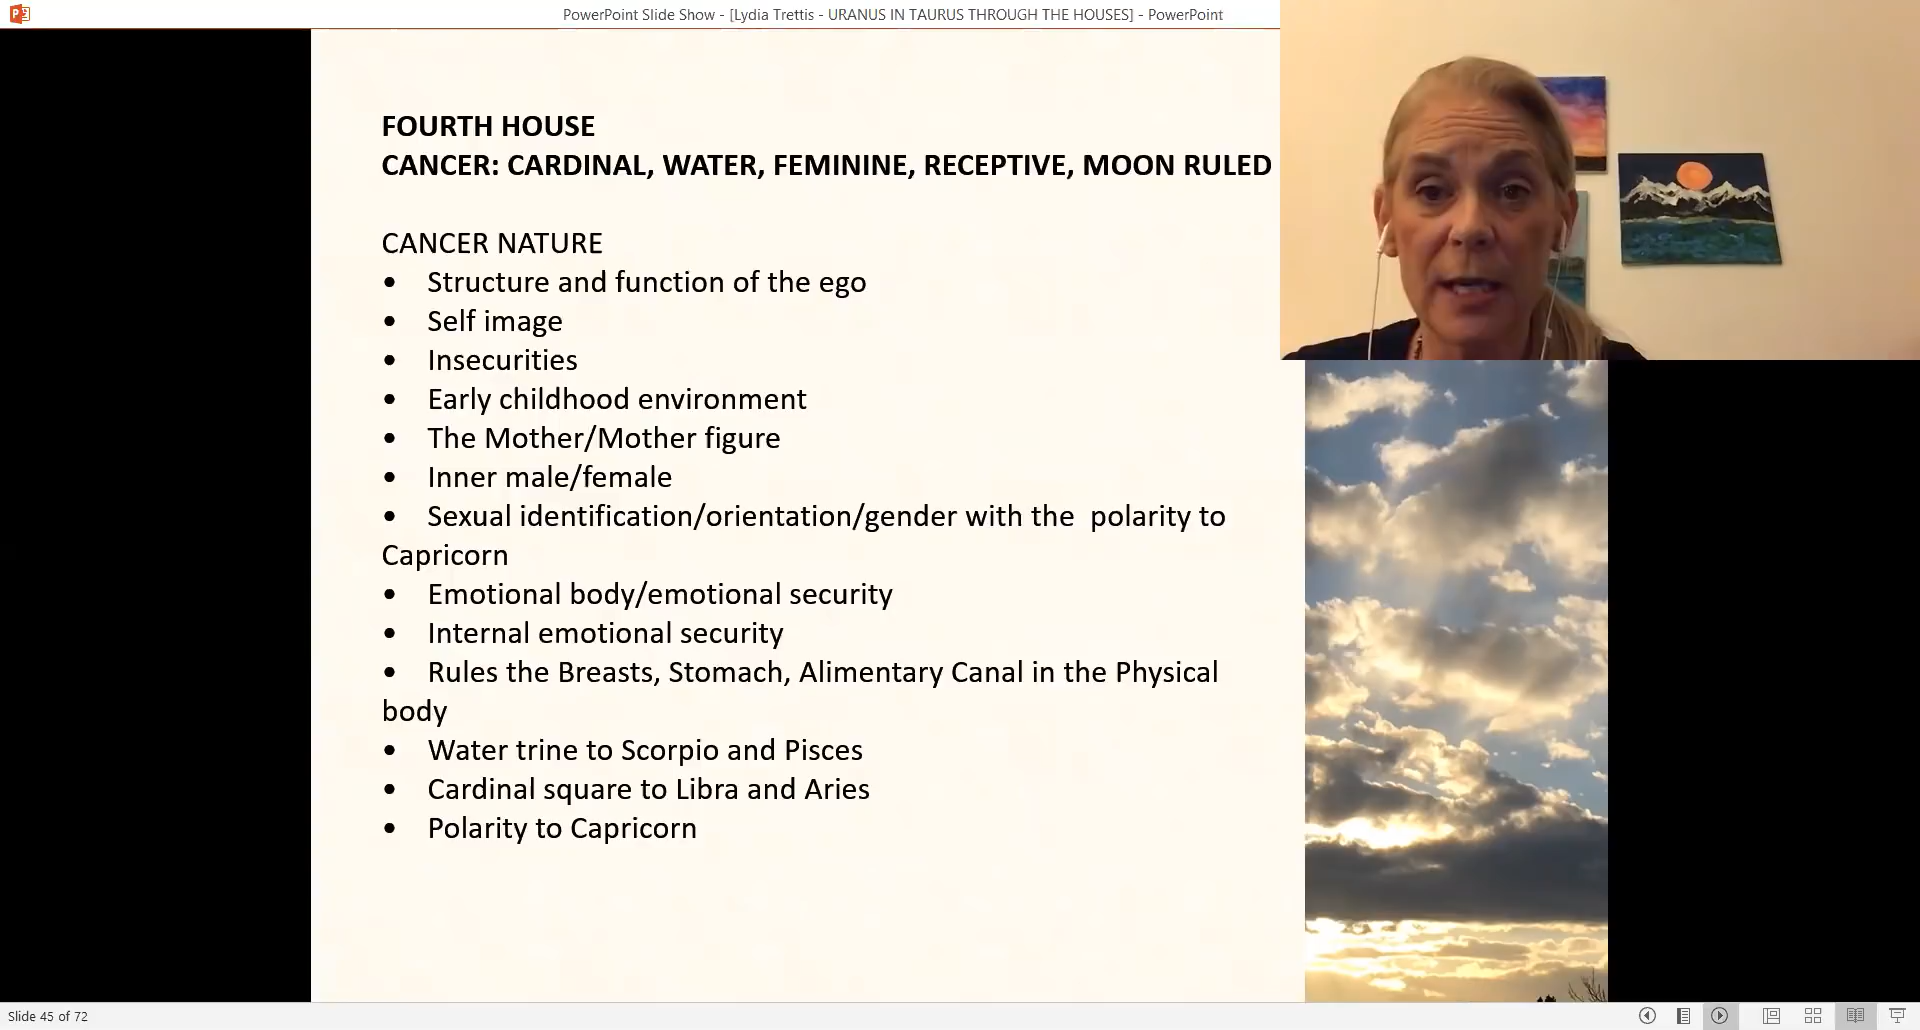 PowerPoint Slide Show - [Lydia Trettis - URANUS IN TAURUS THROUGH THE HOUSES] - PowerPoint
FOURTH HOUSE
CANCER: CARDINAL, WATER, FEMININE, RECEPTIVE, MOON RULED
CANCER NATURE
• Structure and function of the ego
• Self image
• Insecurities
• Early childhood environment
• The Mother/Mother figure
• Inner male/female
• Sexual identification/orientation/gender with the  polarity to
Capricorn
• Emotional body/emotional security
• Internal emotional security
• Rules the Breasts, Stomach, Alimentary Canal in the Physical
body
• Water trine to Scorpio and Pisces
• Cardinal square to Libra and Aries
• Polarity to Capricorn
Slide 45 of 72